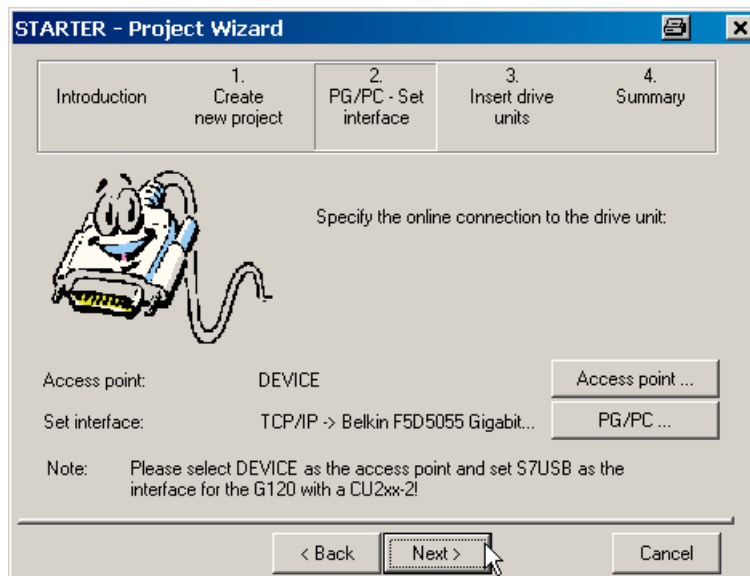 STARTER - Project Wizard
Introduction
1.
Create
new project
2.
PG/PC - Set
interface
3.
Insert drive
units
4.
Summary
Specify the online connection to the drive unit:
Access point: DEVICE Access point ...
Set interface: TCP/IP -> Belkin F5D5055 Gigabit... PG/PC ...
Note: Please select DEVICE as the access point and set S7USB as the
interface for the G120 with a CU2xx-2!
< Back Next > Cancel